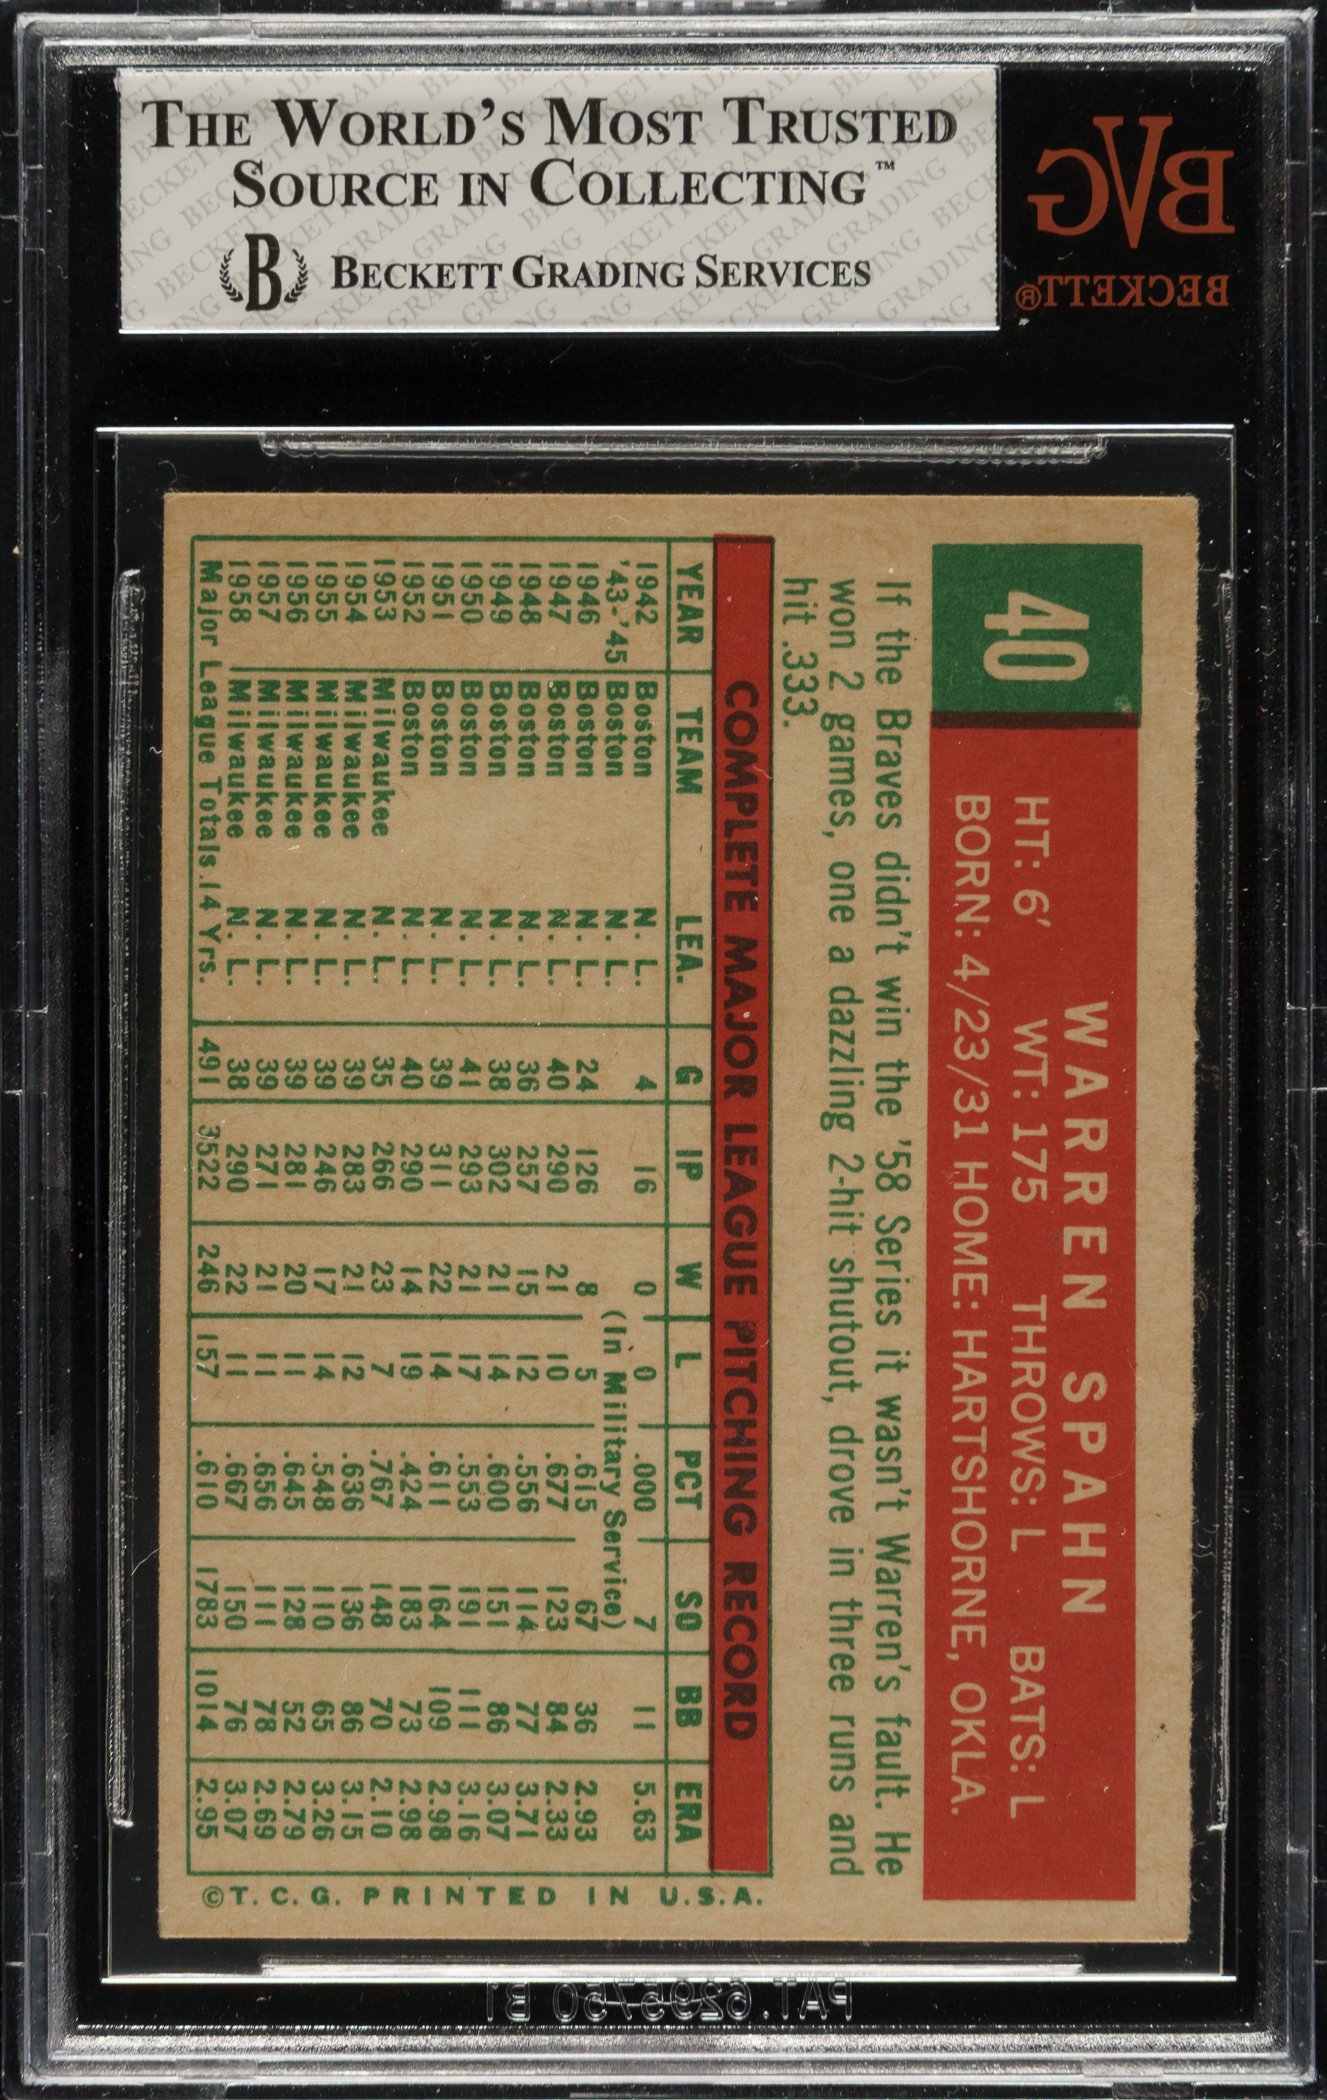 THE WORLD'S MOST TRUSTED
SOURCE IN COLLECTING™
B BECKETT GRADING SERVICES
BVG
BECKETT®
40
WARREN SPAHN
HT: 6' WT: 175 THROWS: L BATS: L
BORN: 4/23/31 HOME: HARTSHORNE, OKLA.
If the Braves didn't win the '58 Series it wasn't Warren's fault. He
won 2 games, one a dazzling 2-hit shutout, drove in three runs and
hit .333.
COMPLETE MAJOR LEAGUE PITCHING RECORD
YEAR TEAM LEA. G IP W L PCT SO BB ERA
1942 Boston N. L. 4 16 0 0 .000 7 11 5.63
'43-'45 Boston N. L. (In Military Service)
1946 Boston N. L. 24 126 8 5 .615 67 36 2.93
1947 Boston N. L. 40 290 21 10 .677 123 84 2.33
1948 Boston N. L. 36 257 15 12 .556 114 77 3.71
1949 Boston N. L. 38 302 21 14 .600 151 86 3.07
1950 Boston N. L. 41 293 21 17 .553 191 111 3.16
1951 Boston N. L. 39 311 22 14 .611 164 109 2.98
1952 Boston N. L. 40 290 14 19 .424 183 73 2.98
1953 Milwaukee N. L. 35 266 23 7 .767 148 70 2.10
1954 Milwaukee N. L. 39 283 21 12 .636 136 86 3.15
1955 Milwaukee N. L. 39 246 17 14 .548 110 65 3.26
1956 Milwaukee N. L. 39 281 20 11 .645 128 52 2.79
1957 Milwaukee N. L. 39 271 21 11 .656 111 78 2.69
1958 Milwaukee N. L. 38 290 22 11 .667 150 76 3.07
Major League Totals.14 Yrs. 491 3522 246 157 .610 1783 1014 2.95
©T. C. G. PRINTED IN U.S.A.